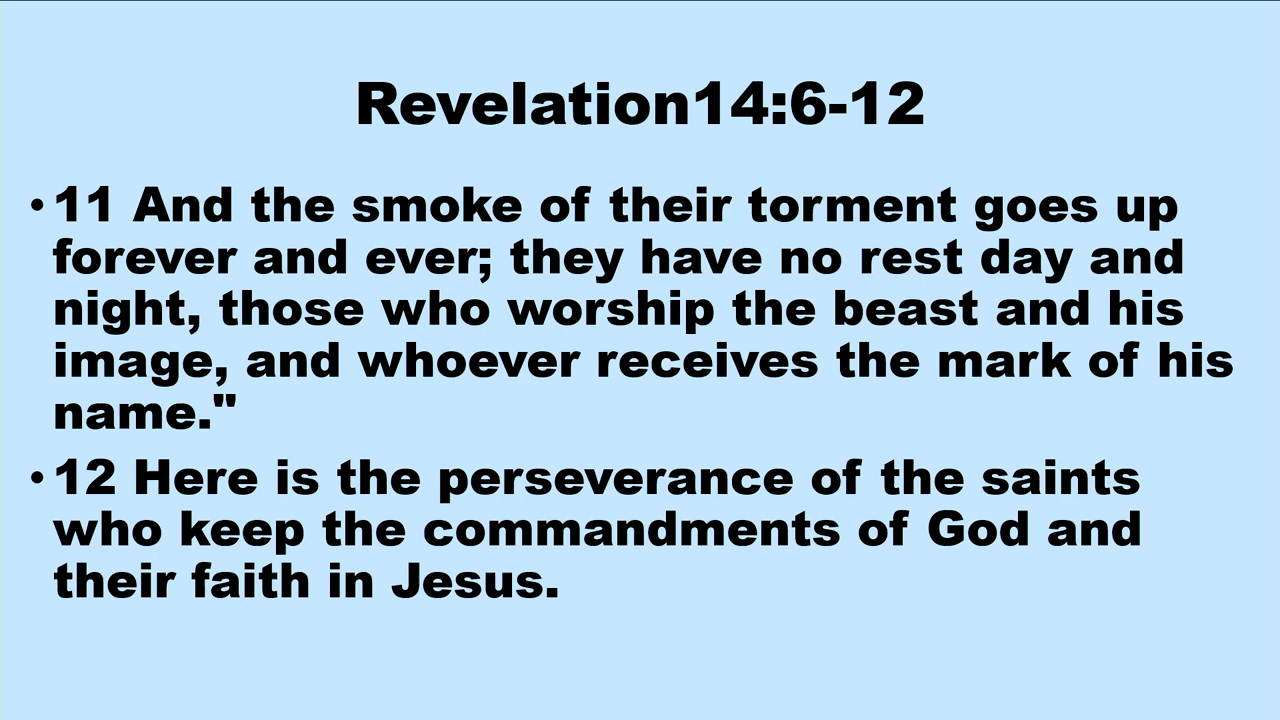 Revelation14:6-12
• 11 And the smoke of their torment goes up
forever and ever; they have no rest day and
night, those who worship the beast and his
image, and whoever receives the mark of his
name."
• 12 Here is the perseverance of the saints
who keep the commandments of God and
their faith in Jesus.